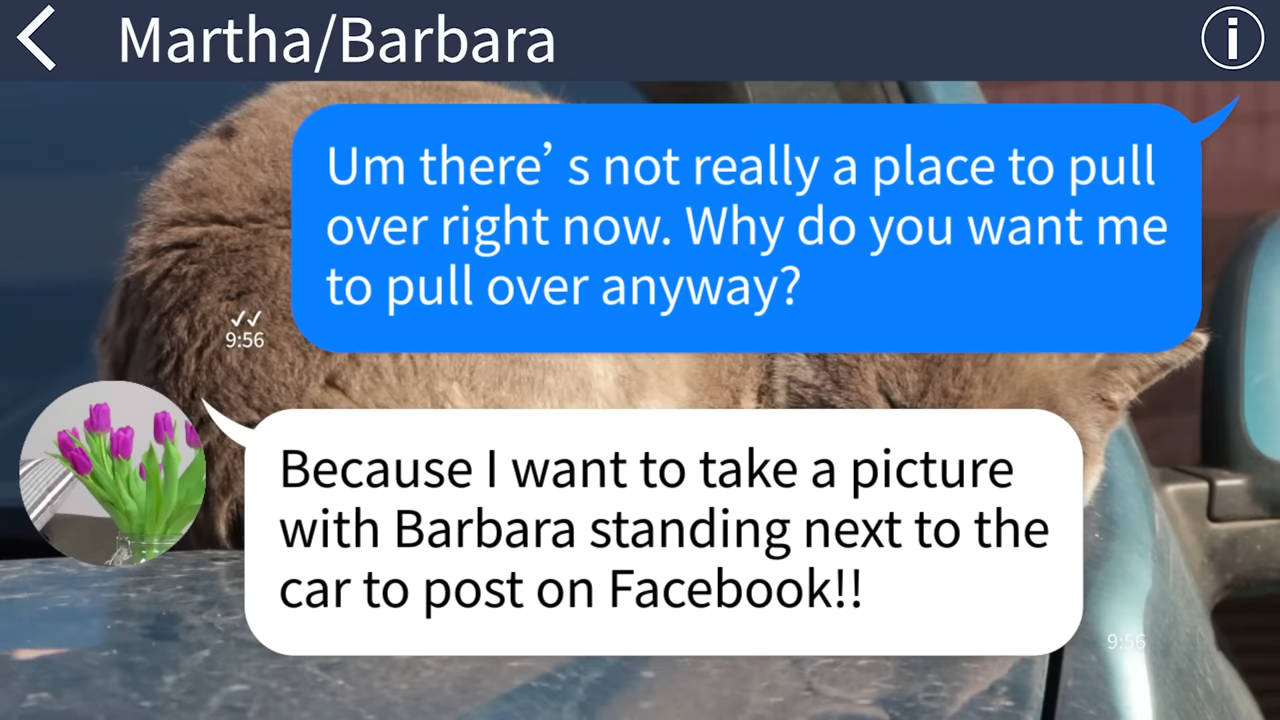 Martha/Barbara
Um there’s not really a place to pull
over right now. Why do you want me
to pull over anyway?
9:56
Because I want to take a picture
with Barbara standing next to the
car to post on Facebook!!
9:56